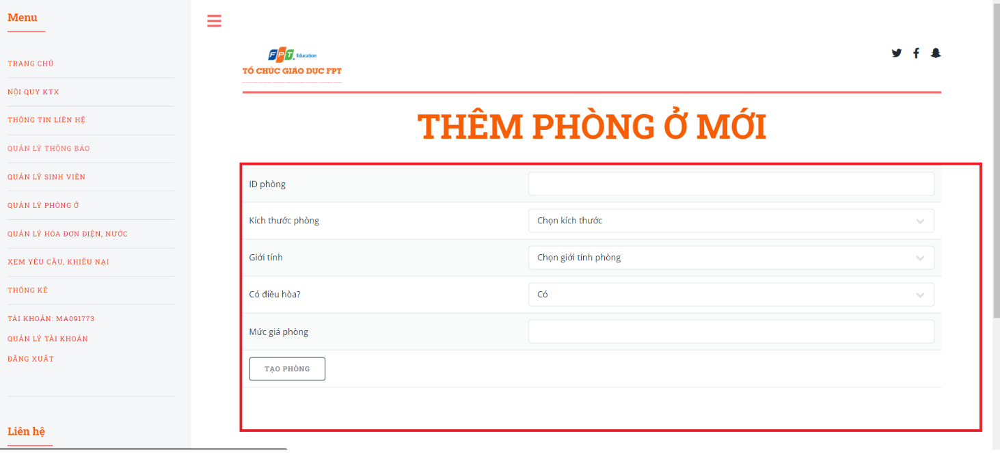 Menu
TRANG CHỦ
NỘI QUY KTX
THÔNG TIN LIÊN HỆ
QUẢN LÝ THÔNG BÁO
QUẢN LÝ SINH VIÊN
QUẢN LÝ PHÒNG Ở
QUẢN LÝ HÓA ĐƠN ĐIỆN, NƯỚC
XEM YÊU CẦU, KHIẾU NẠI
THỐNG KÊ
TÀI KHOẢN: MA091773
QUẢN LÝ TÀI KHOẢN
ĐĂNG XUẤT
Liên hệ
FPT Education
TỔ CHỨC GIÁO DỤC FPT
THÊM PHÒNG Ở MỚI
ID phòng
Kích thước phòng Chọn kích thước
Giới tính Chọn giới tính phòng
Có điều hòa? Có
Mức giá phòng
TẠO PHÒNG